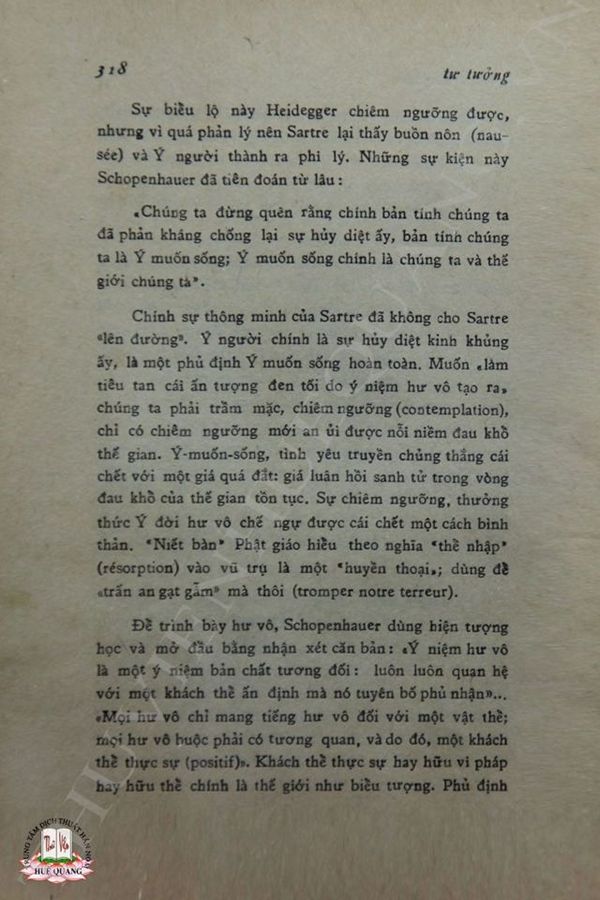 318 tư tưởng
Sự biểu lộ này Heidegger chiêm ngưỡng được,
nhưng vì quá phản lý nên Sartre lại thấy buồn nôn (nau-
sée) và Ý người thành ra phi lý. Những sự kiện này
Schopenhauer đã tiên đoán từ lâu :
«Chúng ta đừng quên rằng chính bản tính chúng ta
đã phản kháng chống lại sự hủy diệt ấy, bản tính chúng
ta là Ý muốn sống; Ý muốn sống chính là chúng ta và thế
giới chúng ta".
Chính sự thông minh của Sartre đã không cho Sartre
«lên đường". Ý người chính là sự hủy diệt kinh khủng
ấy, là một phủ định Ý muốn sống hoàn toàn. Muốn «làm
tiêu tan cái ấn tượng đen tối do ý niệm hư vô tạo ra»
chúng ta phải trầm mặc, chiêm ngưỡng (contemplation),
chỉ có chiêm ngưỡng mới an ủi được nỗi niềm đau khổ
thế gian. Ý-muốn-sống, tình yêu truyền chủng thắng cái
chết với một giá quá đắt: giá luân hồi sanh tử trong vòng
đau khổ của thế gian tồn tục. Sự chiêm ngưỡng, thưởng
thức Ý đời hư vô chế ngự được cái chết một cách bình
thản. "Niết bàn" Phật giáo hiểu theo nghĩa "thể nhập"
(résorption) vào vũ trụ là một "huyền thoại»; dùng để
«trấn an gạt gẫm" mà thôi (tromper notre terreur).
Để trình bày hư vô, Schopenhauer dùng hiện tượng
học và mở đầu bằng nhận xét căn bản : «Ý niệm hư vô
là một ý niệm bản chất tương đối : luôn luôn quan hệ
với một khách thể ấn định mà nó tuyên bố phủ nhận»...
«Mọi hư vô chỉ mang tiếng hư vô đối với một vật thể;
mọi hư vô buộc phải có tương quan, và do đó, một khách
thể thực sự (positif)». Khách thể thực sự hay hữu vi pháp
hay hữu thể chính là thế giới như biểu tượng. Phủ định
TRUNG TÂM DỊCH THUẬT HÁN NÔM
HUỆ QUANG